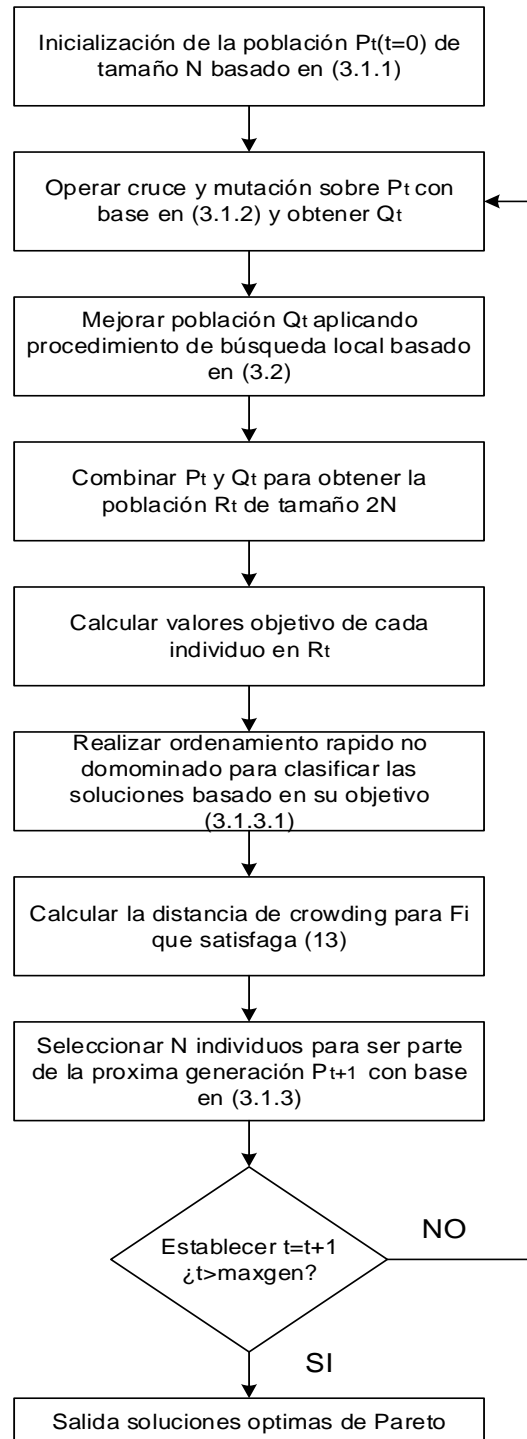 Inicialización de la población Pt(t=0) de
tamaño N basado en (3.1.1)
Operar cruce y mutación sobre Pt con
base en (3.1.2) y obtener Qt
Mejorar población Qt aplicando
procedimiento de búsqueda local basado
en (3.2)
Combinar Pt y Qt para obtener la
población Rt de tamaño 2N
Calcular valores objetivo de cada
individuo en Rt
Realizar ordenamiento rapido no
domominado para clasificar las
soluciones basado en su objetivo
(3.1.3.1)
Calcular la distancia de crowding para Fi
que satisfaga (13)
Seleccionar N individuos para ser parte
de la proxima generación Pt+1 con base
en (3.1.3)
Establecer t=t+1
¿t>maxgen?
NO
SI
Salida soluciones optimas de Pareto